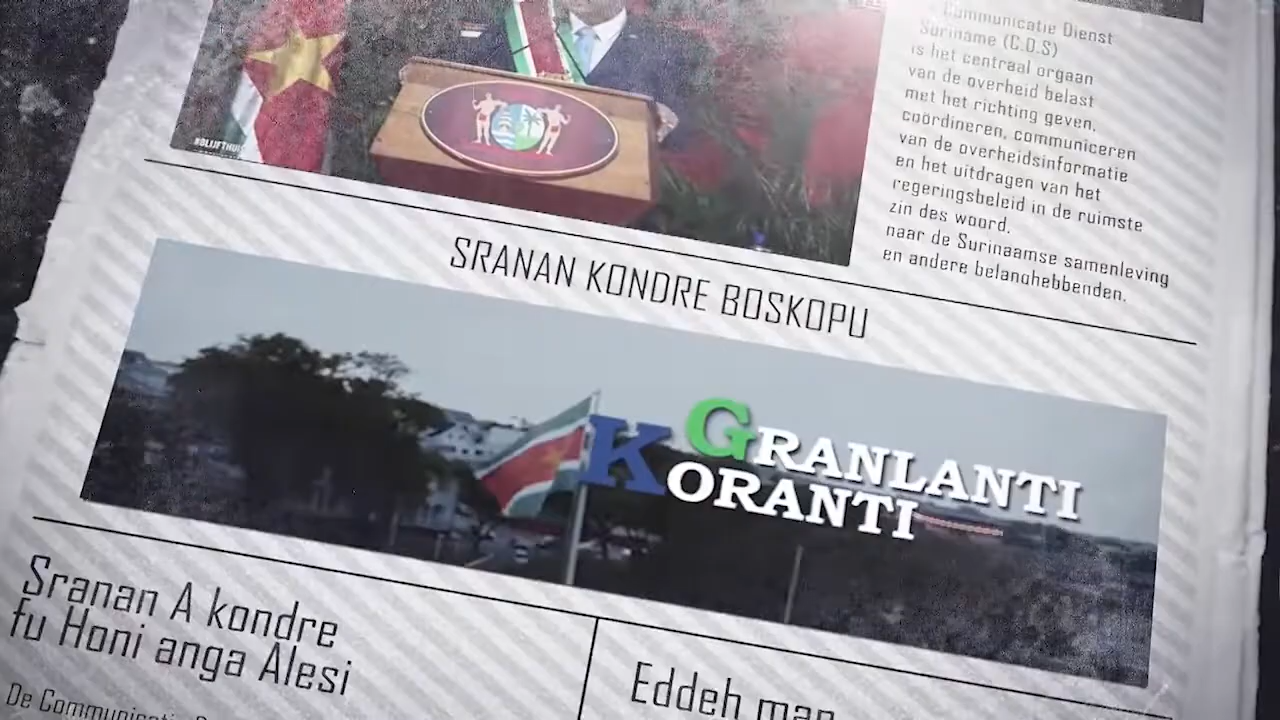 Communicatie Dienst
Suriname (C.D.S)
is het centraal orgaan
van de overheid belast
met het richting geven,
coördineren, communiceren
van de overheidsinformatie
en het uitdragen van het
regeringsbeleid in de ruimste
zin des woord.
naar de Surinaamse samenleving
en andere belanghebbenden.
SRANAN KONDRE BOSKOPU
GRANLANTI
KORANTI
Sranan A kondre
fu Honi anga Alesi
De
Eddeh man